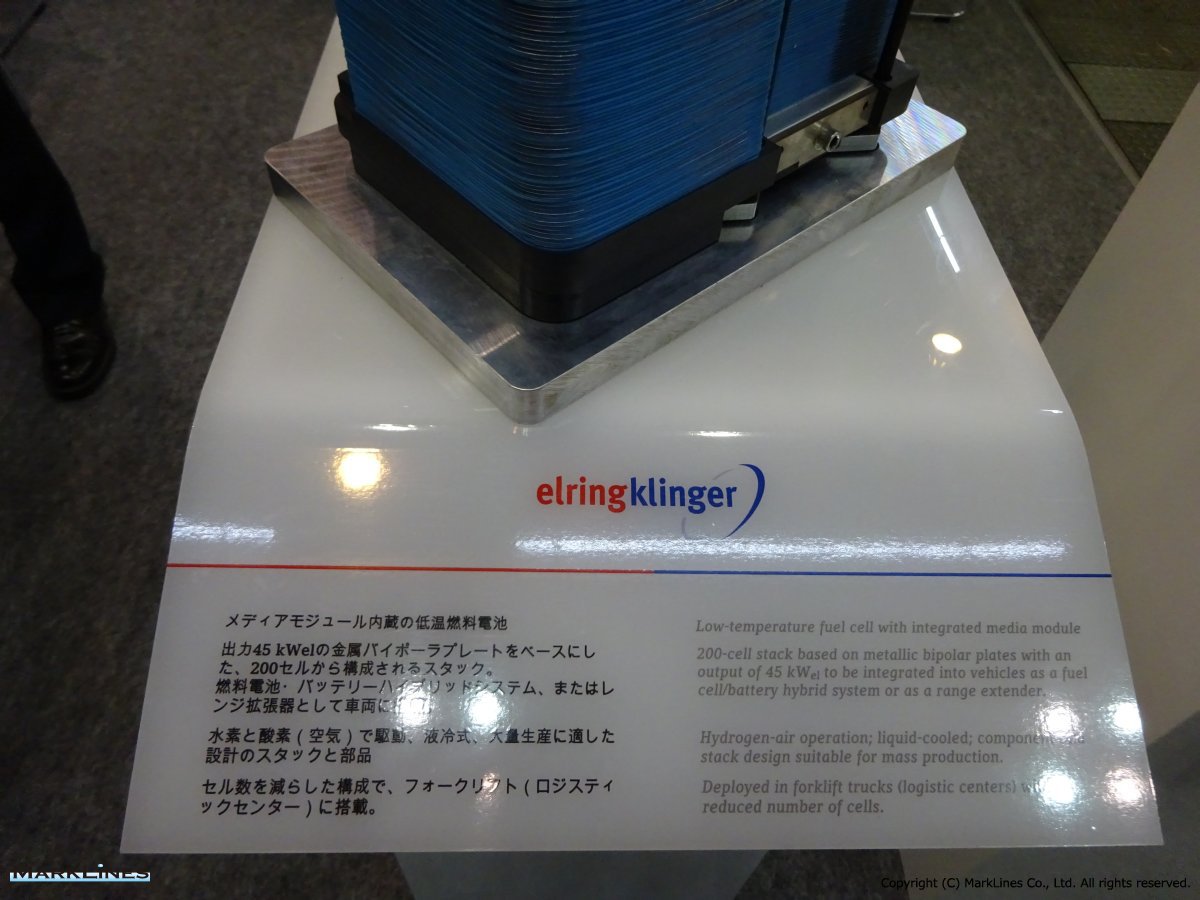 elringklinger
メディアモジュール内蔵の低温燃料電池
出力45 kWelの金属バイポーラプレートをベースにし
た、200セルから構成されるスタック。
燃料電池・バッテリーハイブリッドシステム、またはレ
ンジ拡張器として車両に
水素と酸素 ( 空気 ) で駆動、液冷式、大量生産に適した
設計のスタックと部品
セル数を減らした構成で、フォークリフト ( ロジスティ
ックセンター ) に搭載。
Low-temperature fuel cell with integrated media module
200-cell stack based on metallic bipolar plates with an
output of 45 kWel to be integrated into vehicles as a fuel
cell/battery hybrid system or as a range extender.
Hydrogen-air operation; liquid-cooled; component
stack design suitable for mass production.
Deployed in forklift trucks (logistic centers)
reduced number of cells.
MARKLINES
Copyright (C) MarkLines Co., Ltd. All rights reserved.